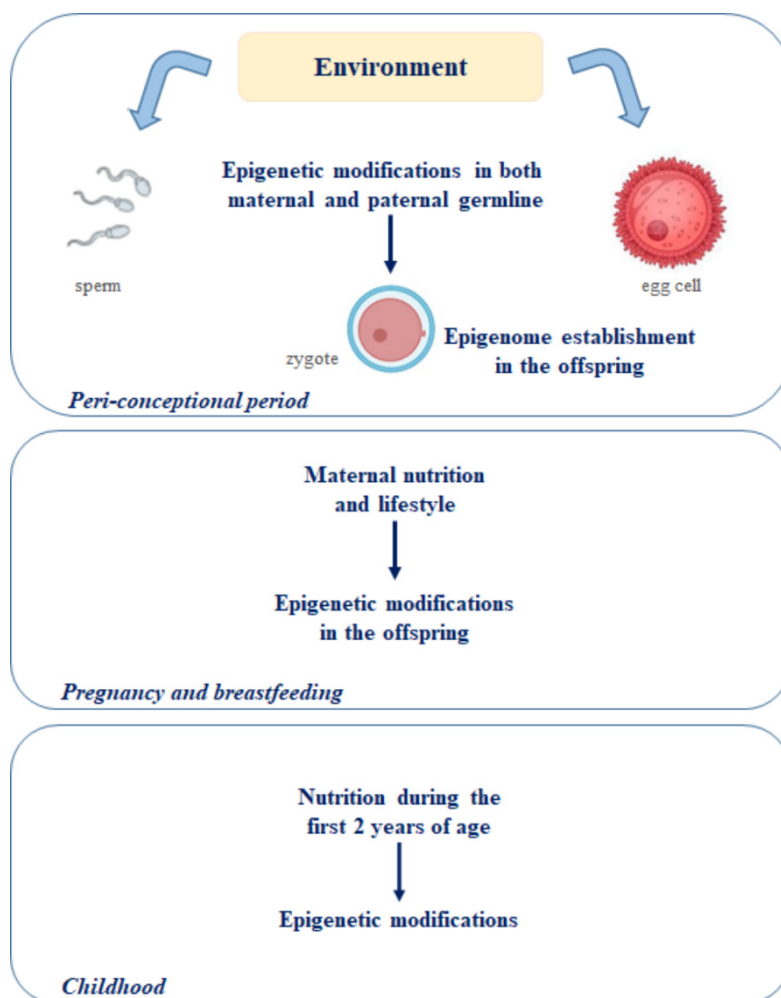 Environment
Epigenetic modifications in both
maternal and paternal germline
sperm
egg cell
zygote
Epigenome establishment
in the offspring
Peri-conceptional period
Maternal nutrition
and lifestyle
Epigenetic modifications
in the offspring
Pregnancy and breastfeeding
Nutrition during the
first 2 years of age
Epigenetic modifications
Childhood